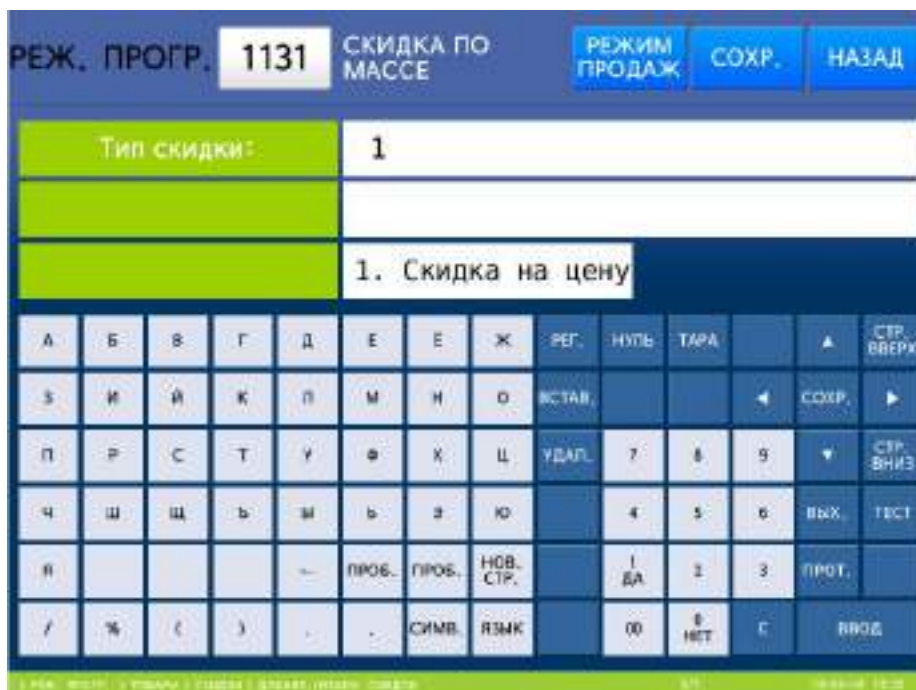 РЕЖ. ПРОГР. 1131 СКИДКА ПО МАССЕ РЕЖИМ ПРОДАЖ СОХР. НАЗАД
Тип скидки: 1
1. Скидка на цену
А Б В Г Д Е Ё Ж РЕГ. НУЛЬ ТАРА ▲ СТР. ВВЕРХ
З И Й К Л М Н О ВСТАВ. ◀ СОХР. ▶
П Р С Т У Ф Х Ц УДАЛ. 7 8 9 ▼ СТР. ВНИЗ
Ч Ш Щ Ъ Ы Ь Э Ю 4 5 6 ВЫХ. ТЕСТ
Я ПРОБ. ПРОБ. НОВ. СТР. 1 ДА 2 3 ПРОТ.
/ % ( ) . СИМВ. ЯЗЫК 00 0 НЕТ С ВВОД